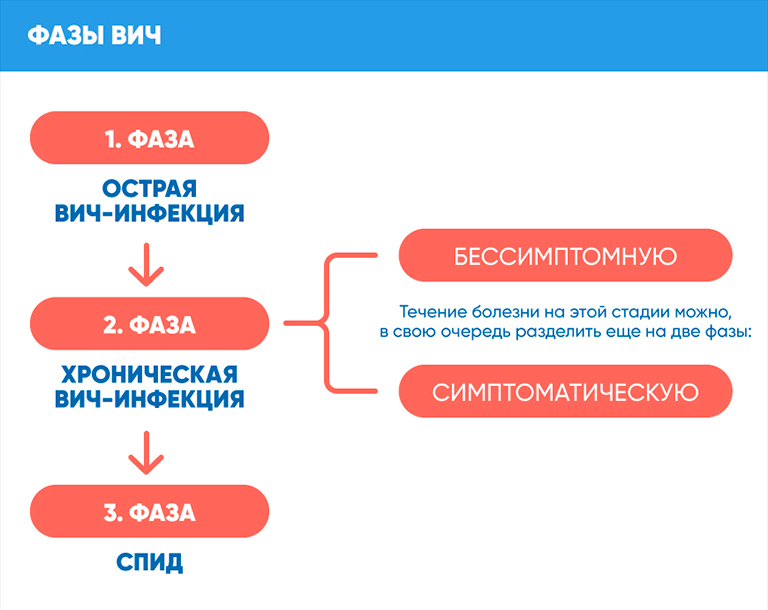 ФАЗЫ ВИЧ
1. ФАЗА
ОСТРАЯ
ВИЧ-ИНФЕКЦИЯ
2. ФАЗА
ХРОНИЧЕСКАЯ
ВИЧ-ИНФЕКЦИЯ
БЕССИМПТОМНУЮ
Течение болезни на этой стадии можно,
в свою очередь разделить еще на две фазы:
СИМПТОМАТИЧЕСКУЮ
3. ФАЗА
СПИД